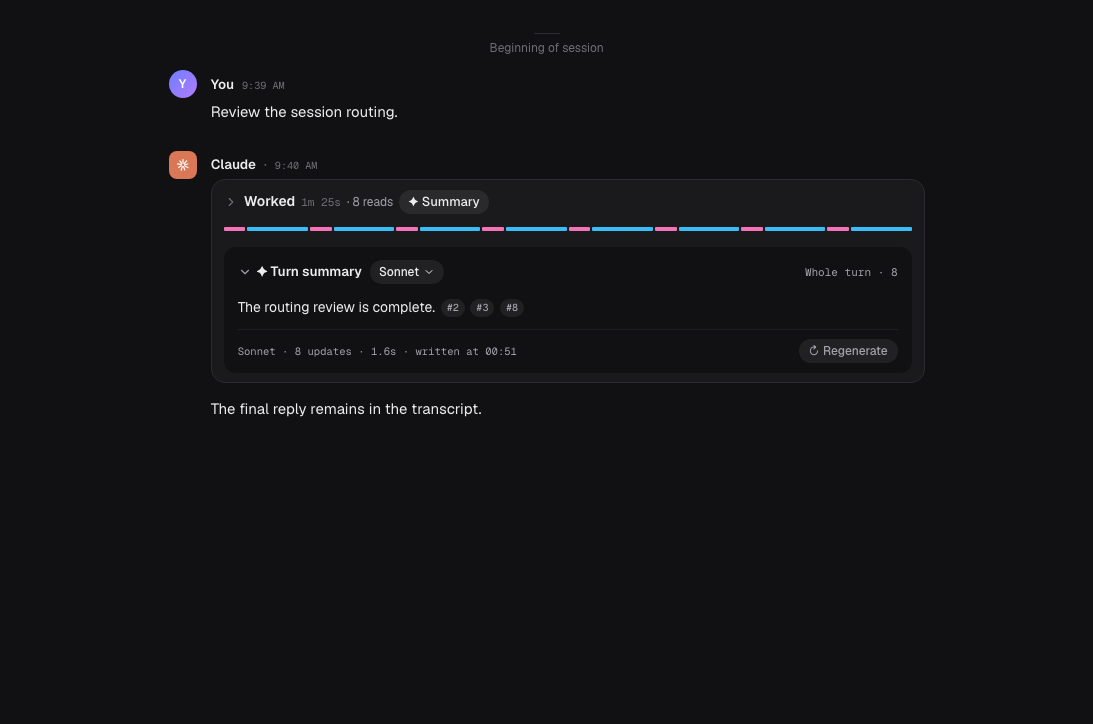 Beginning of session
Y
You 9:39 AM
Review the session routing.
Claude · 9:40 AM
Worked 1m 25s · 8 reads Summary
Turn summary Sonnet Whole turn · 8
The routing review is complete. #2 #3 #8
Sonnet · 8 updates · 1.6s · written at 00:51 Regenerate
The final reply remains in the transcript.